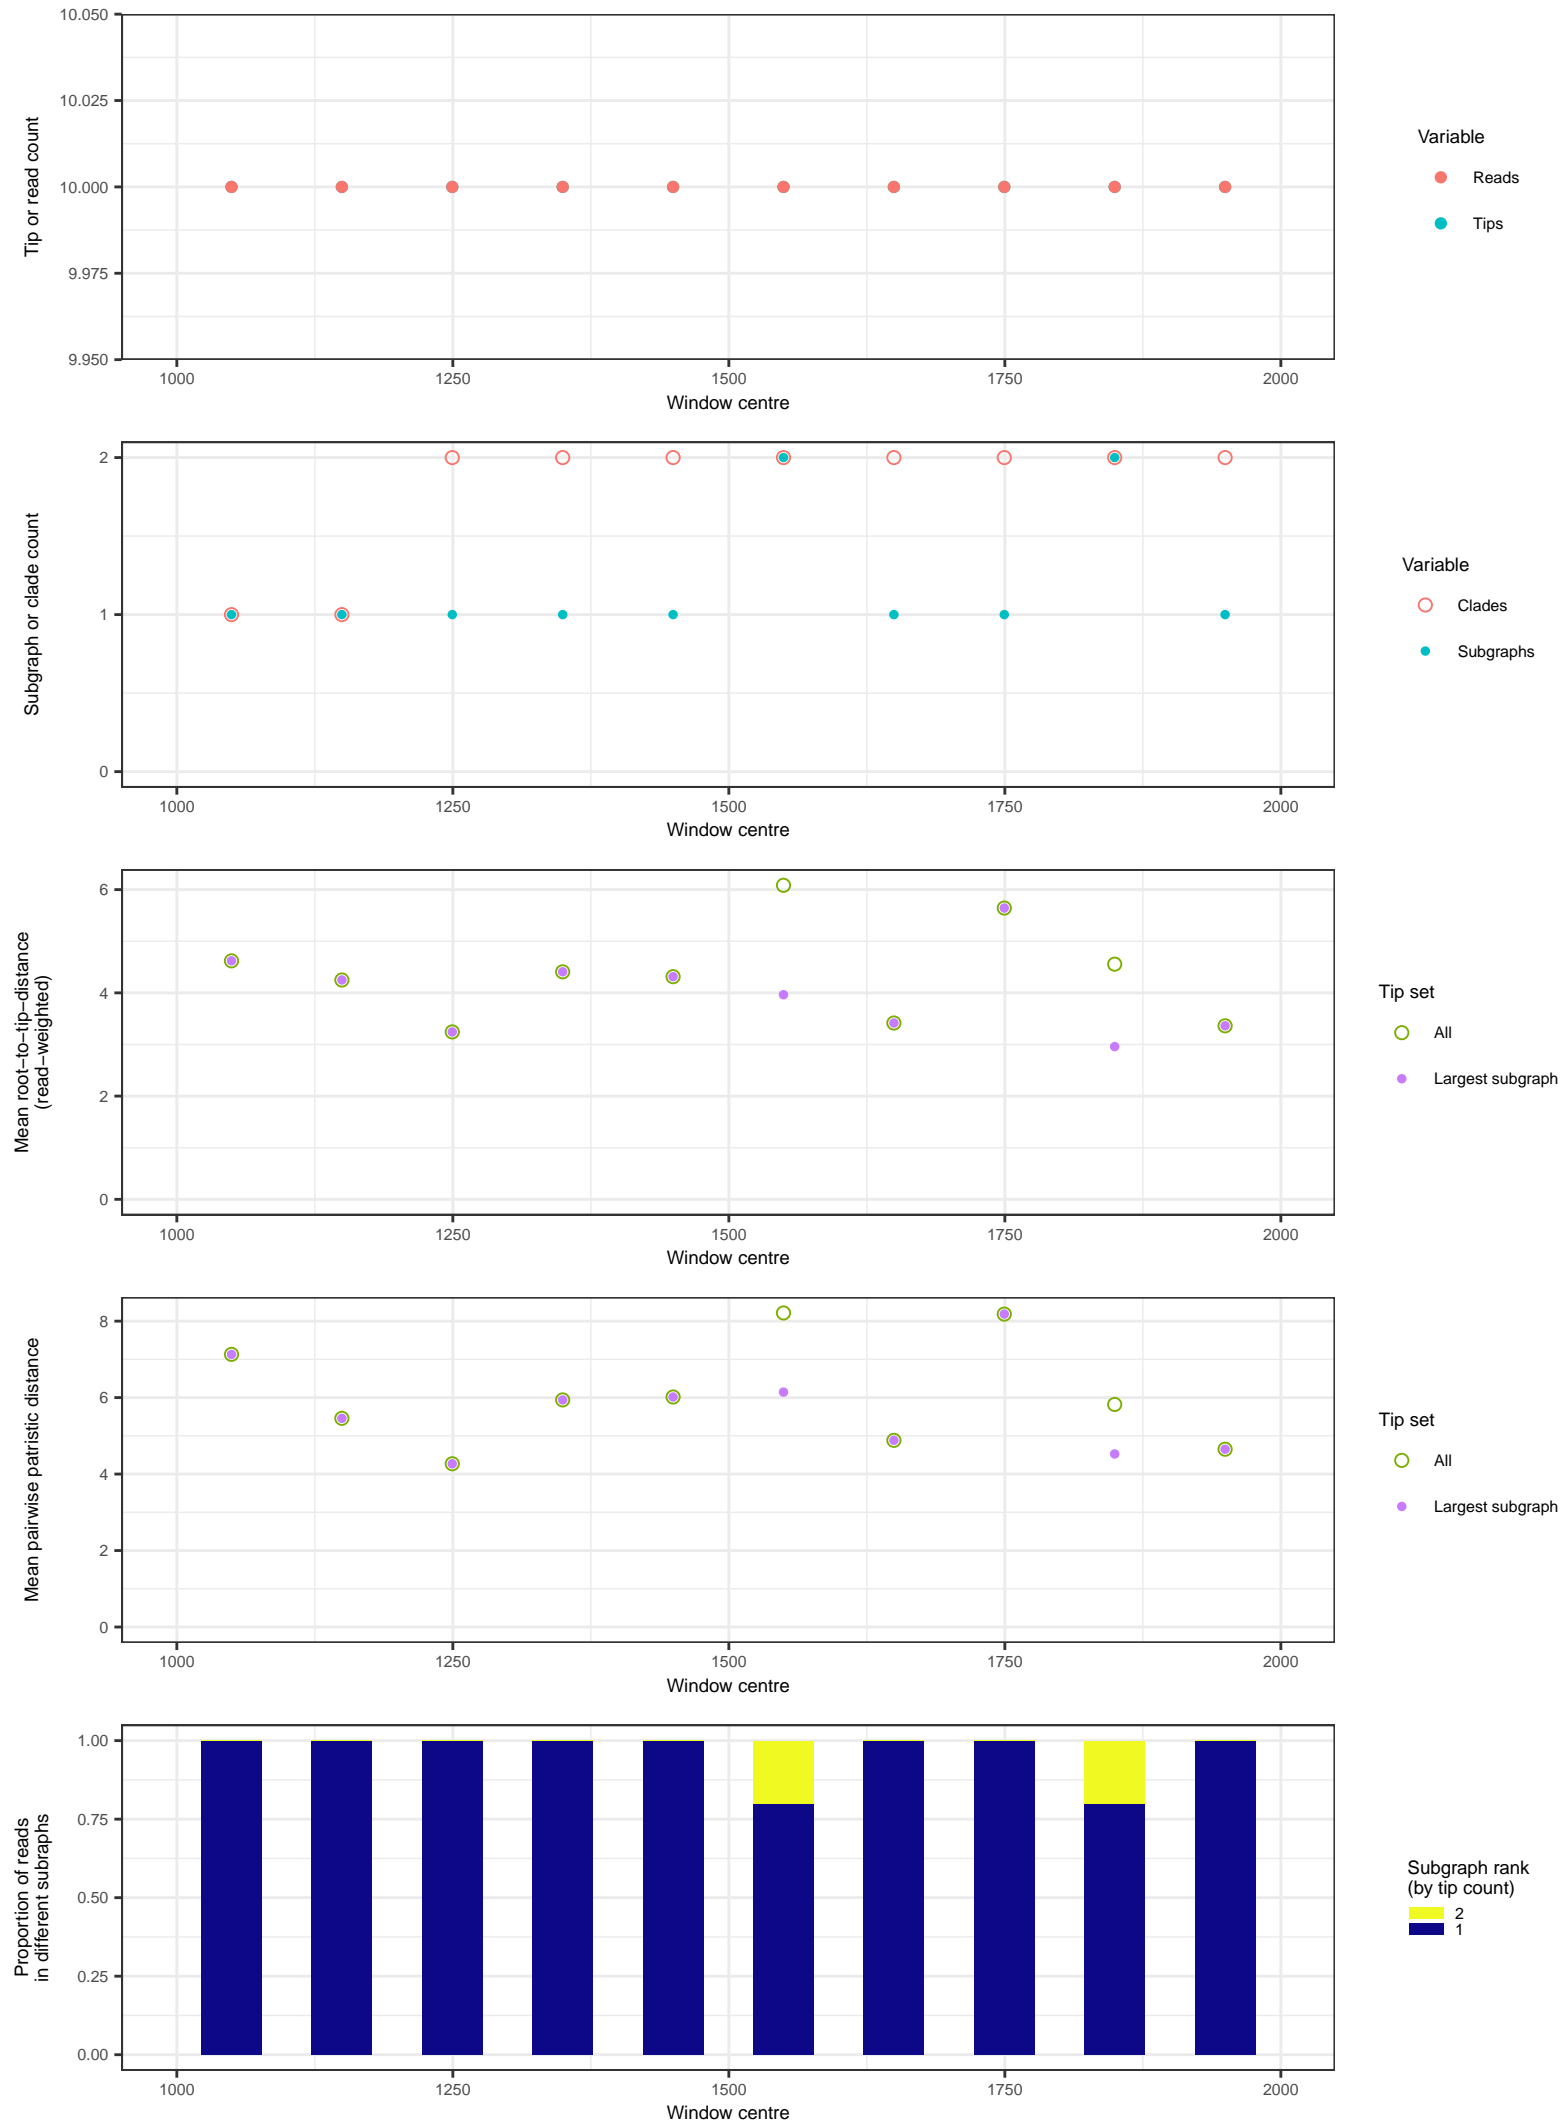 10.050
10.025
10.000
9.975
9.950
Tip or read count
1000 1250 1500 1750 2000
Window centre
Variable
Reads
Tips
2
1
0
Subgraph or clade count
1000 1250 1500 1750 2000
Window centre
Variable
Clades
Subgraphs
6
4
2
0
Mean root−to−tip−distance
(read−weighted)
1000 1250 1500 1750 2000
Window centre
Tip set
All
Largest subgraph
8
6
4
2
0
Mean pairwise patristic distance
1000 1250 1500 1750 2000
Window centre
Tip set
All
Largest subgraph
1.00
0.75
0.50
0.25
0.00
Proportion of reads
in different subraphs
1000 1250 1500 1750 2000
Window centre
Subgraph rank
(by tip count)
2
1